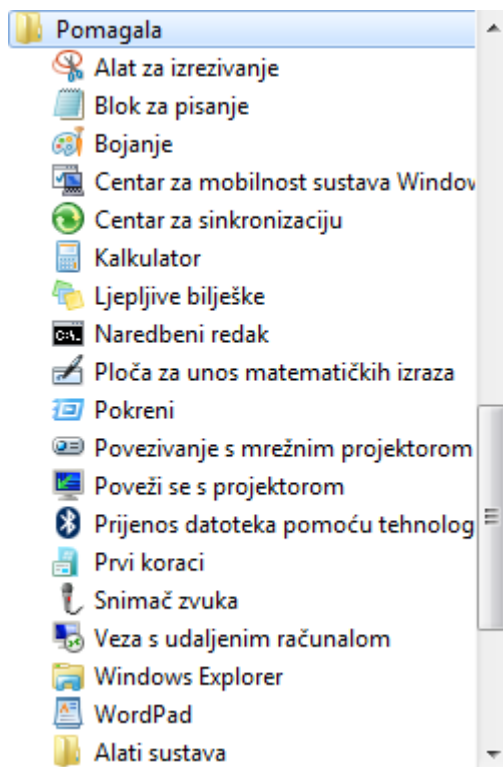 Pomagala
Alat za izrezivanje
Blok za pisanje
Bojanje
Centar za mobilnost sustava Window
Centar za sinkronizaciju
Kalkulator
Ljepljive bilješke
Naredbeni redak
Ploča za unos matematičkih izraza
Pokreni
Povezivanje s mrežnim projektorom
Poveži se s projektorom
Prijenos datoteka pomoću tehnolog
Prvi koraci
Snimač zvuka
Veza s udaljenim računalom
Windows Explorer
WordPad
Alati sustava